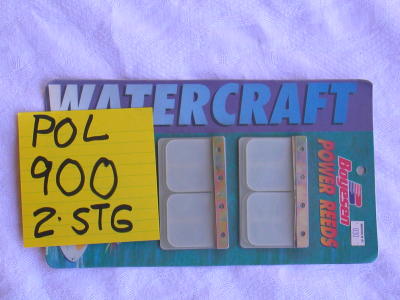 WATERCRAFT
POL
900
2·STG
Boyesen
POWER REEDS